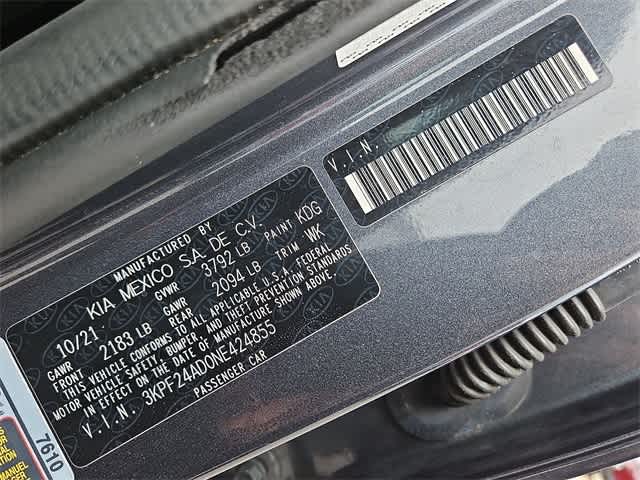 MANUFACTURED BY
KIA MEXICO S.A. DE C.V.
10/21 GVWR 3792 LB PAINT KDG
GAWR FRONT 2183 LB GAWR REAR 2094 LB TRIM WK
THIS VEHICLE CONFORMS TO ALL APPLICABLE U.S.A. FEDERAL
MOTOR VEHICLE SAFETY, BUMPER, AND THEFT PREVENTION STANDARDS
IN EFFECT ON THE DATE OF MANUFACTURE SHOWN ABOVE.
V.I.N. 3KPF24AD0NE424855
PASSENGER CAR
V.I.N.
7610
MANUEL